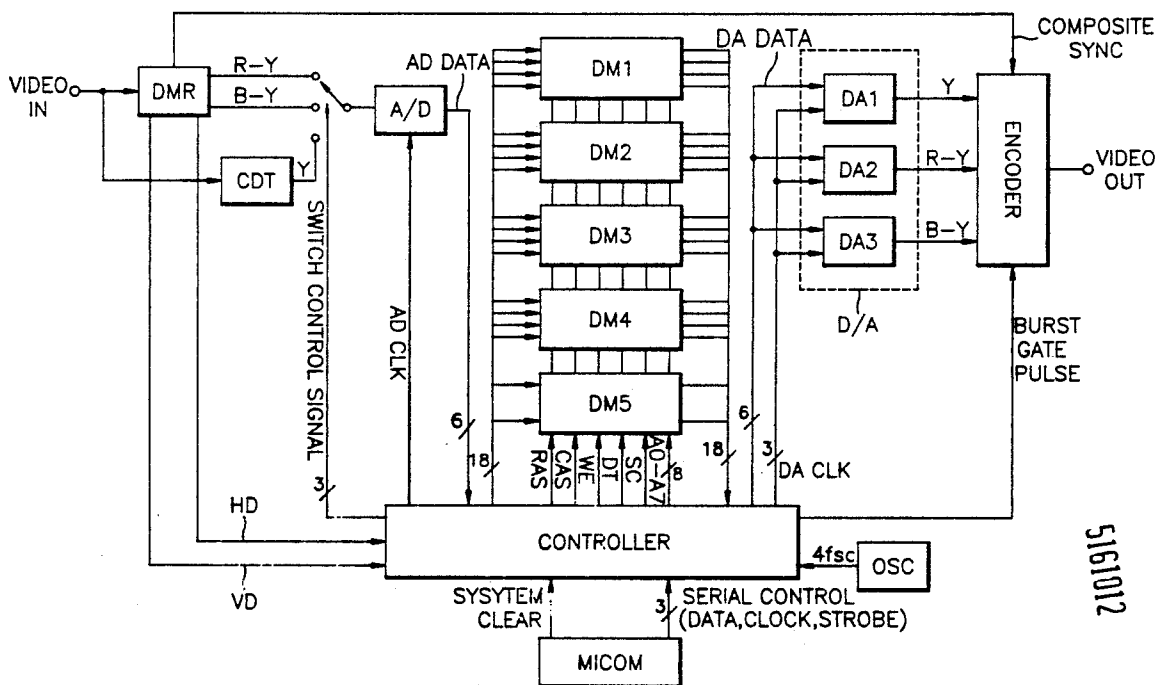 COMPOSITE
SYNC
DA DATA
AD DATA
VIDEO
IN
DMR
R-Y
B-Y
A/D
CDT
Y
DM1
DM2
DM3
DM4
DM5
DA1
Y
DA2
R-Y
DA3
B-Y
D/A
ENCODER
VIDEO
OUT
BURST
GATE
PULSE
SWITCH CONTROL SIGNAL
3
AD CLK
6
18
RAS
CAS
WE
DT
SC
A0-A7
8
18
6
3
DA CLK
HD
VD
CONTROLLER
4fsc
OSC
SYSYTEM
CLEAR
3
SERIAL CONTROL
(DATA,CLOCK,STROBE)
MICOM
5161012